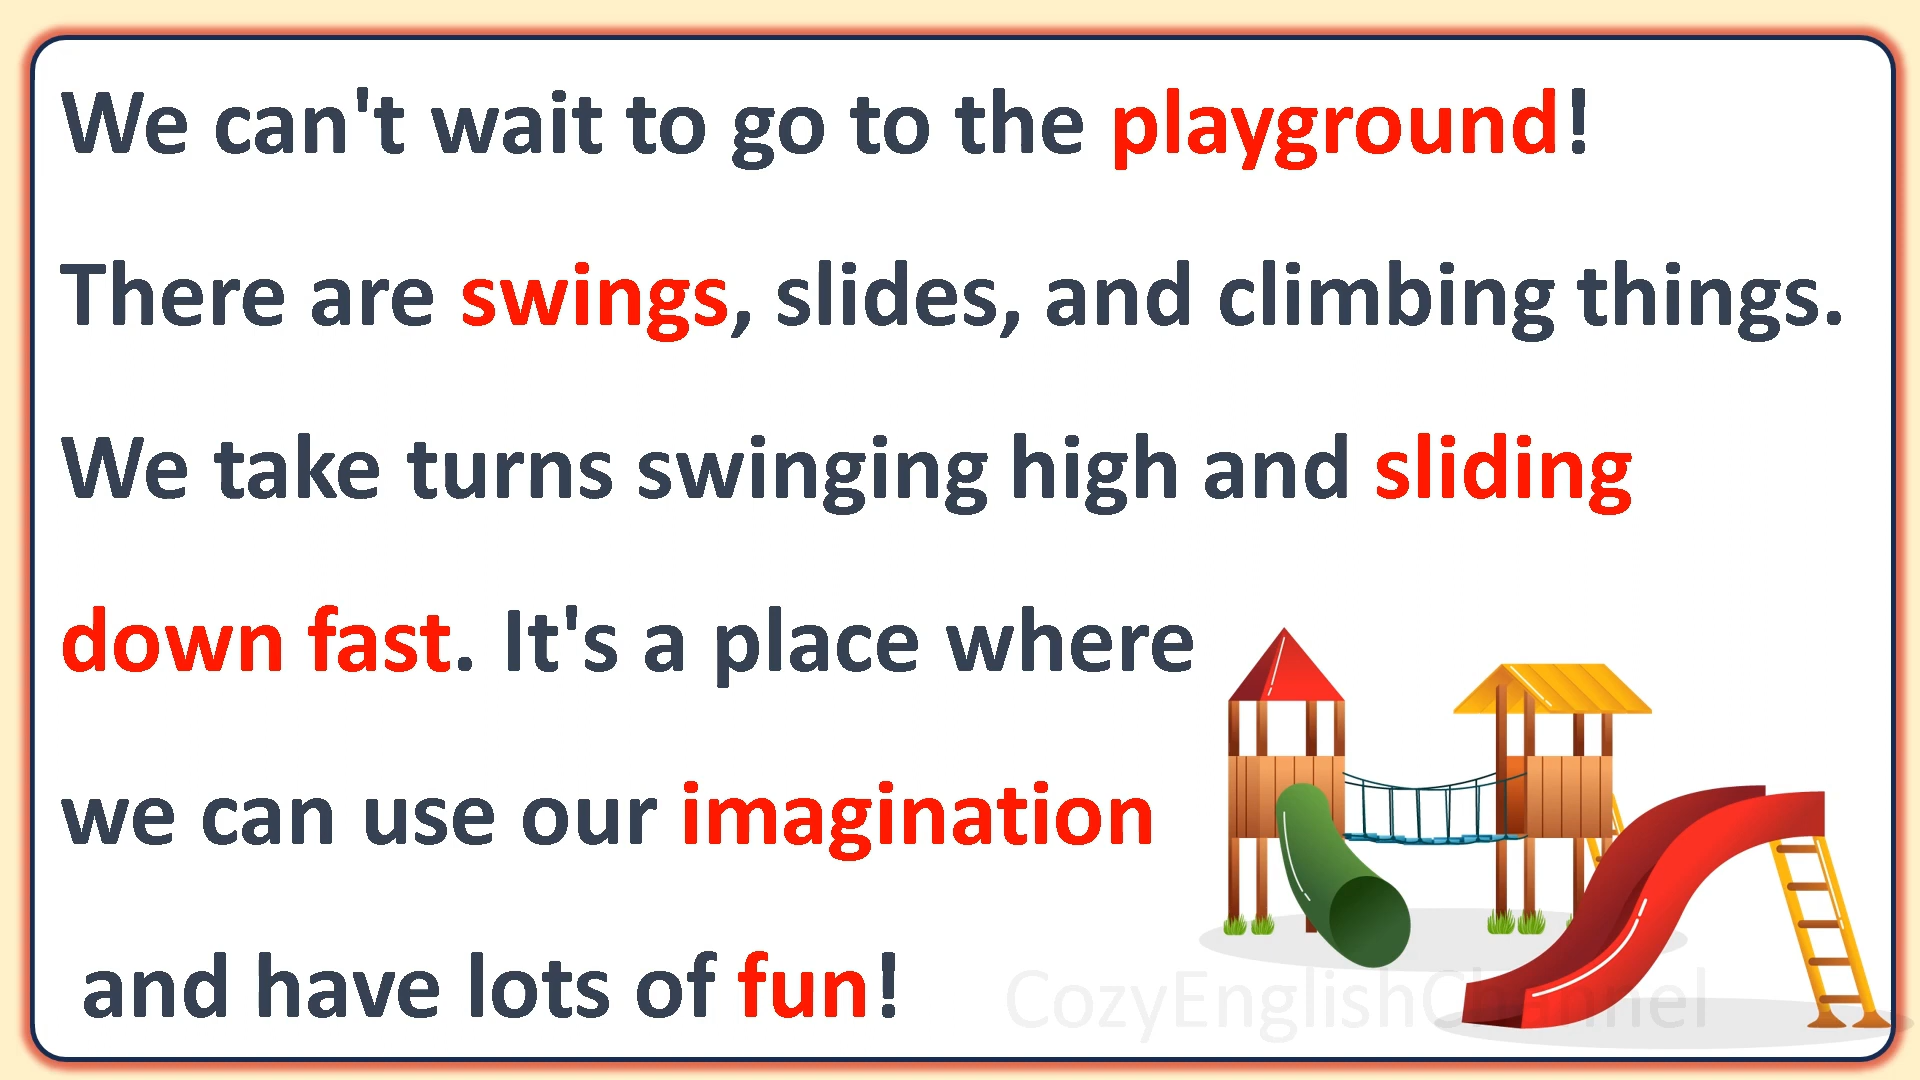 We can't wait to go to the playground!
There are swings, slides, and climbing things.
We take turns swinging high and sliding
down fast. It's a place where
we can use our imagination
and have lots of fun!
CozyEnglishChannel